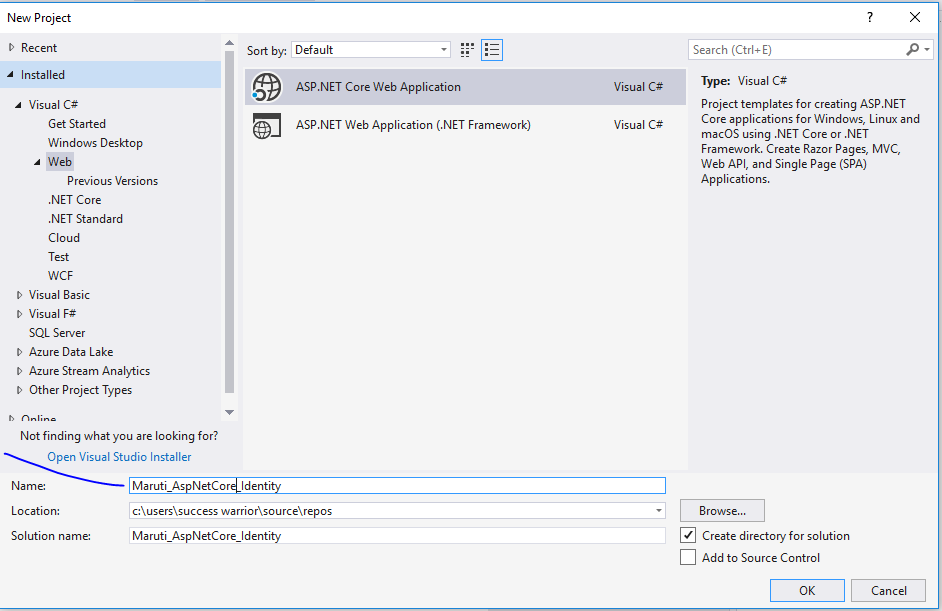 New Project
?
Recent
Installed
Visual C#
Get Started
Windows Desktop
Web
Previous Versions
.NET Core
.NET Standard
Cloud
Test
WCF
Visual Basic
Visual F#
SQL Server
Azure Data Lake
Azure Stream Analytics
Other Project Types
Online
Not finding what you are looking for?
Open Visual Studio Installer
Sort by: Default
ASP.NET Core Web Application Visual C#
ASP.NET Web Application (.NET Framework) Visual C#
Search (Ctrl+E)
Type: Visual C#
Project templates for creating ASP.NET
Core applications for Windows, Linux and
macOS using .NET Core or .NET
Framework. Create Razor Pages, MVC,
Web API, and Single Page (SPA)
Applications.
Name: Maruti_AspNetCore_Identity
Location: c:\users\success warrior\source\repos
Browse...
Solution name: Maruti_AspNetCore_Identity
Create directory for solution
Add to Source Control
OK Cancel